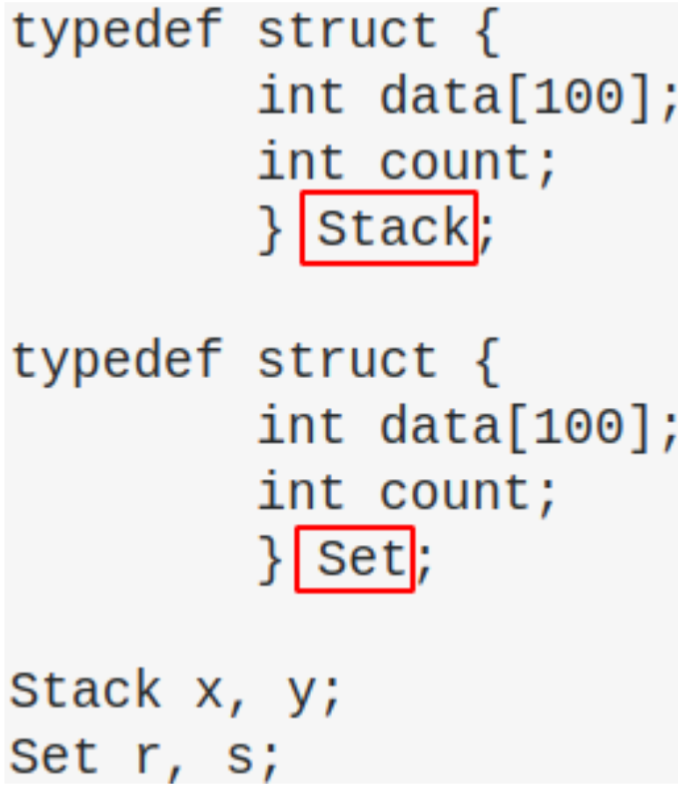 typedef struct {
int data[100];
int count;
} Stack;
typedef struct {
int data[100];
int count;
} Set;
Stack x, y;
Set r, s;